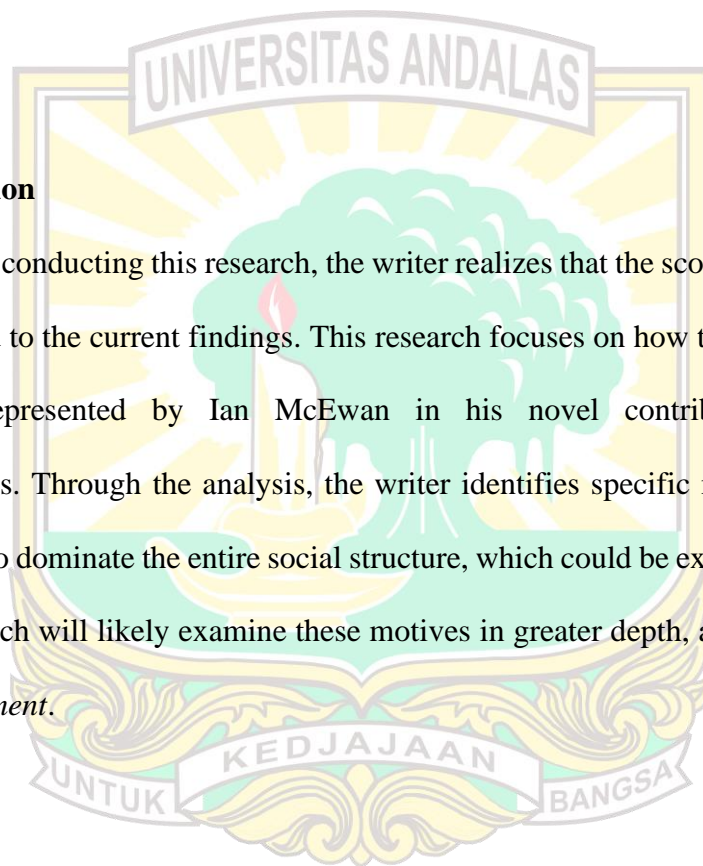 UNIVERSITAS ANDALAS
ion
conducting this research, the writer realizes that the sco
to the current findings. This research focuses on how t
epresented by Ian McEwan in his novel contrib
s. Through the analysis, the writer identifies specific
o dominate the entire social structure, which could be ex
ch will likely examine these motives in greater depth, a
ment.
UNTUK KEDJAJAAN BANGSA